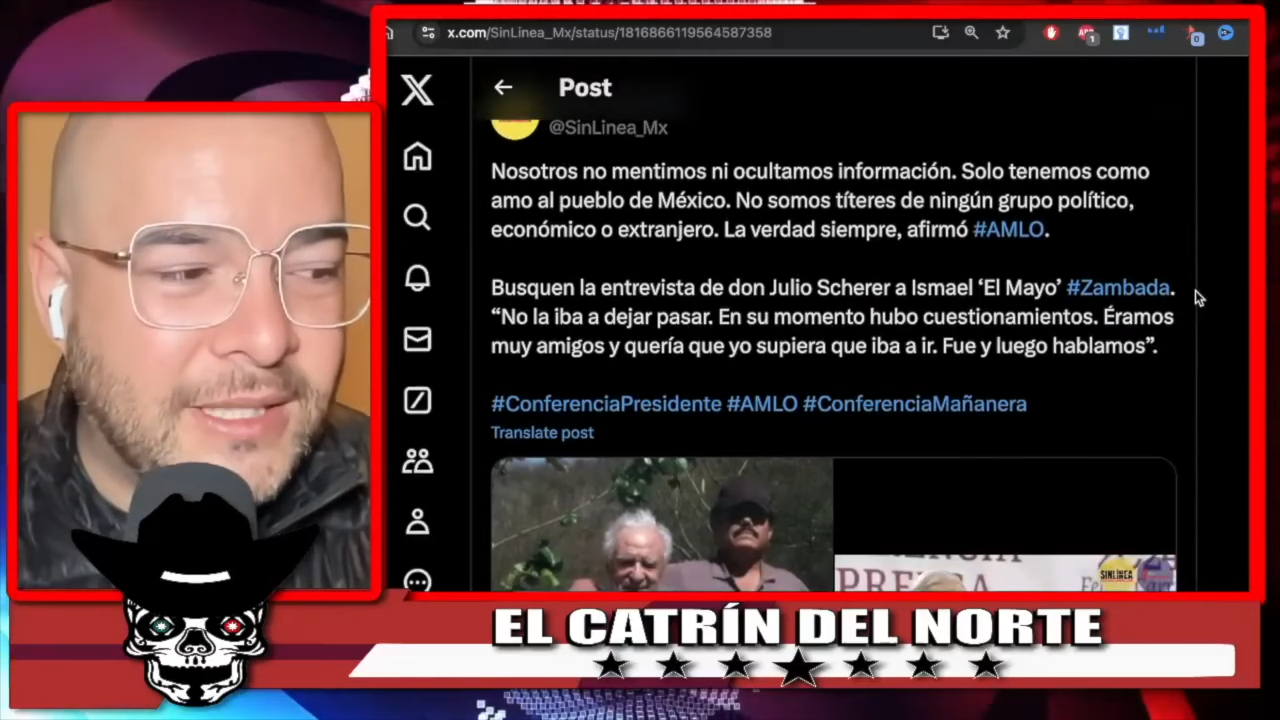 x.com/SinLinea_Mx/status/1816866119564587358
Post
@SinLinea_Mx
Nosotros no mentimos ni ocultamos información. Solo tenemos como
amo al pueblo de México. No somos títeres de ningún grupo político,
económico o extranjero. La verdad siempre, afirmó #AMLO.
Busquen la entrevista de don Julio Scherer a Ismael ‘El Mayo’ #Zambada.
“No la iba a dejar pasar. En su momento hubo cuestionamientos. Éramos
muy amigos y quería que yo supiera que iba a ir. Fue y luego hablamos”.
#ConferenciaPresidente #AMLO #ConferenciaMañanera
Translate post
PRENSA
SINLÍNEA
EL CATRÍN DEL NORTE